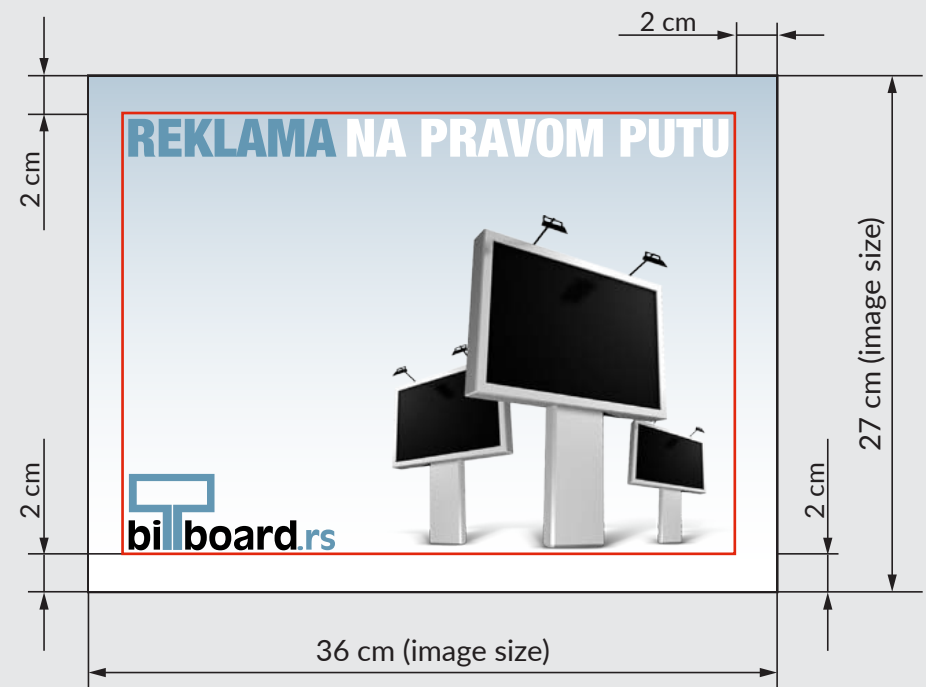 2 cm
REKLAMA NA PRAVOM PUTU
2 cm
27 cm (image size)
2 cm
2 cm
billboard.rs
36 cm (image size)